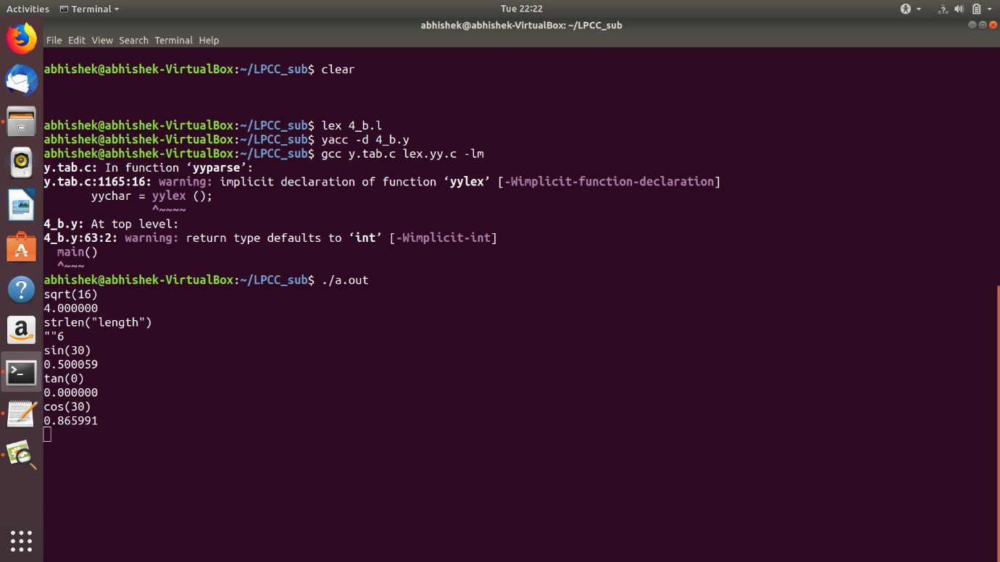 Activities Terminal Tue 22:22
abhishek@abhishek-VirtualBox: ~/LPCC_sub
File Edit View Search Terminal Help
abhishek@abhishek-VirtualBox:~/LPCC_sub$ clear
abhishek@abhishek-VirtualBox:~/LPCC_sub$ lex 4_b.l
abhishek@abhishek-VirtualBox:~/LPCC_sub$ yacc -d 4_b.y
abhishek@abhishek-VirtualBox:~/LPCC_sub$ gcc y.tab.c lex.yy.c -lm
y.tab.c: In function ‘yyparse’:
y.tab.c:1165:16: warning: implicit declaration of function ‘yylex’ [-Wimplicit-function-declaration]
yychar = yylex ();
^~~~~
4_b.y: At top level:
4_b.y:63:2: warning: return type defaults to ‘int’ [-Wimplicit-int]
main()
^~~~
abhishek@abhishek-VirtualBox:~/LPCC_sub$ ./a.out
sqrt(16)
4.000000
strlen("length")
""6
sin(30)
0.500059
tan(0)
0.000000
cos(30)
0.865991